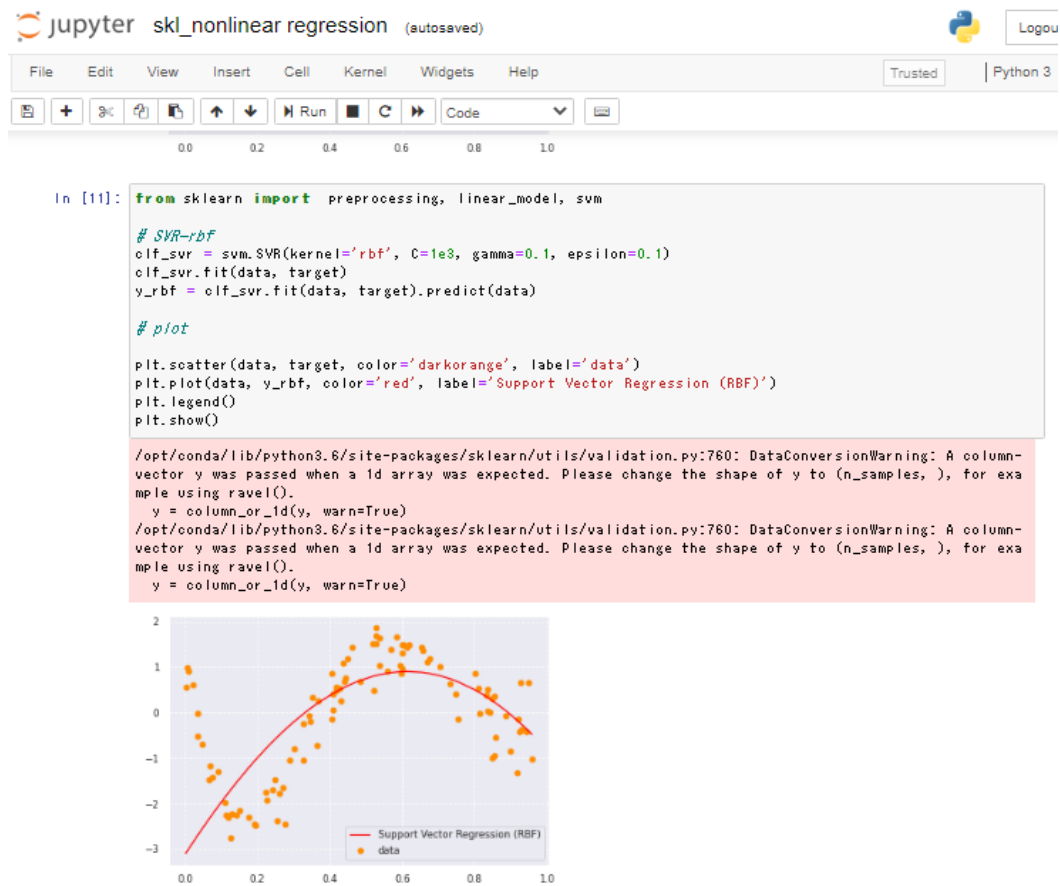 jupyter skl_nonlinear regression (autosaved)
Logou
File Edit View Insert Cell Kernel Widgets Help Trusted Python 3
Run Code
0.0 0.2 0.4 0.6 0.8 1.0
In [11]: from sklearn import preprocessing, linear_model, svm
# SVR-rbf
clf_svr = svm.SVR(kernel='rbf', C=1e3, gamma=0.1, epsilon=0.1)
clf_svr.fit(data, target)
y_rbf = clf_svr.fit(data, target).predict(data)
# plot
plt.scatter(data, target, color='darkorange', label='data')
plt.plot(data, y_rbf, color='red', label='Support Vector Regression (RBF)')
plt.legend()
plt.show()
/opt/conda/lib/python3.6/site-packages/sklearn/utils/validation.py:760: DataConversionWarning: A column-
vector y was passed when a 1d array was expected. Please change the shape of y to (n_samples, ), for exa
mple using ravel().
y = column_or_1d(y, warn=True)
/opt/conda/lib/python3.6/site-packages/sklearn/utils/validation.py:760: DataConversionWarning: A column-
vector y was passed when a 1d array was expected. Please change the shape of y to (n_samples, ), for exa
mple using ravel().
y = column_or_1d(y, warn=True)
2
1
0
−1
−2
−3
Support Vector Regression (RBF)
data
0.0 0.2 0.4 0.6 0.8 1.0